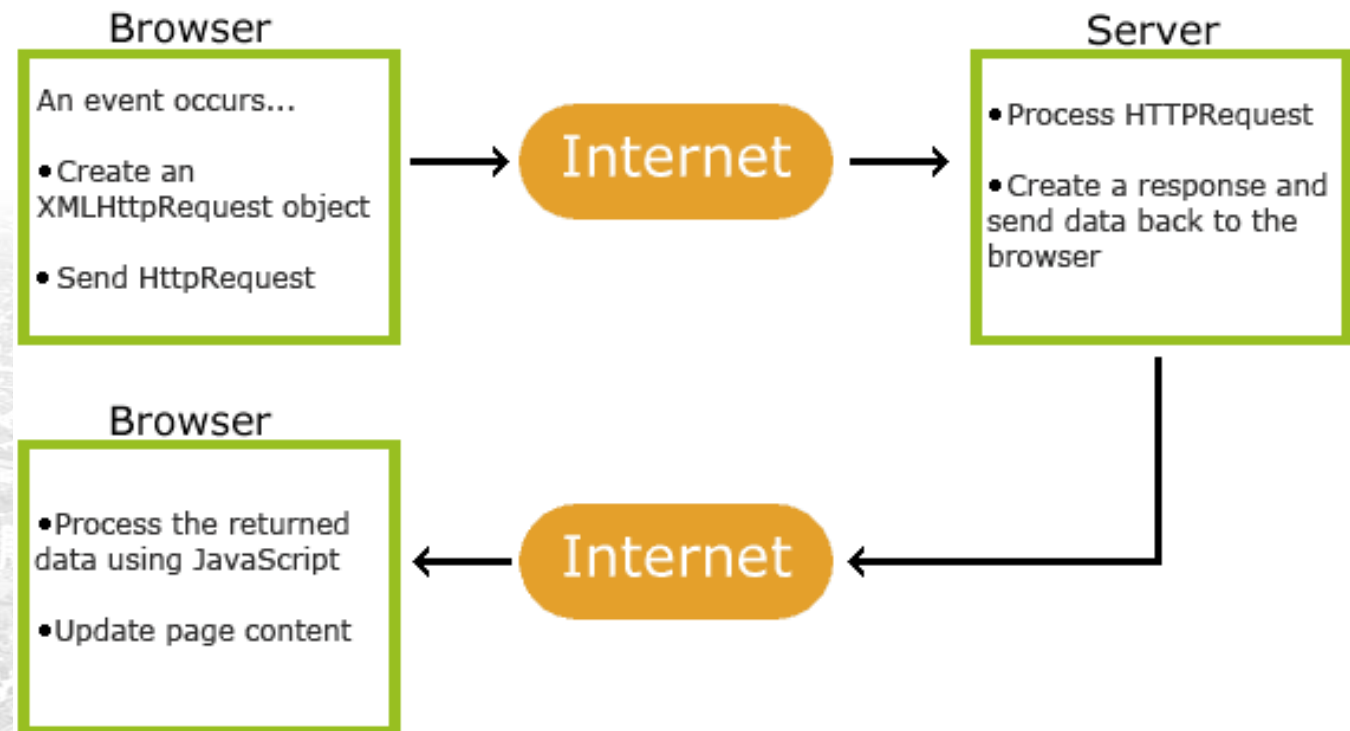 Browser
An event occurs...
•Create an
XMLHttpRequest object
• Send HttpRequest
Internet
Server
•Process HTTPRequest
•Create a response and
send data back to the
browser
Browser
•Process the returned
data using JavaScript
•Update page content
Internet